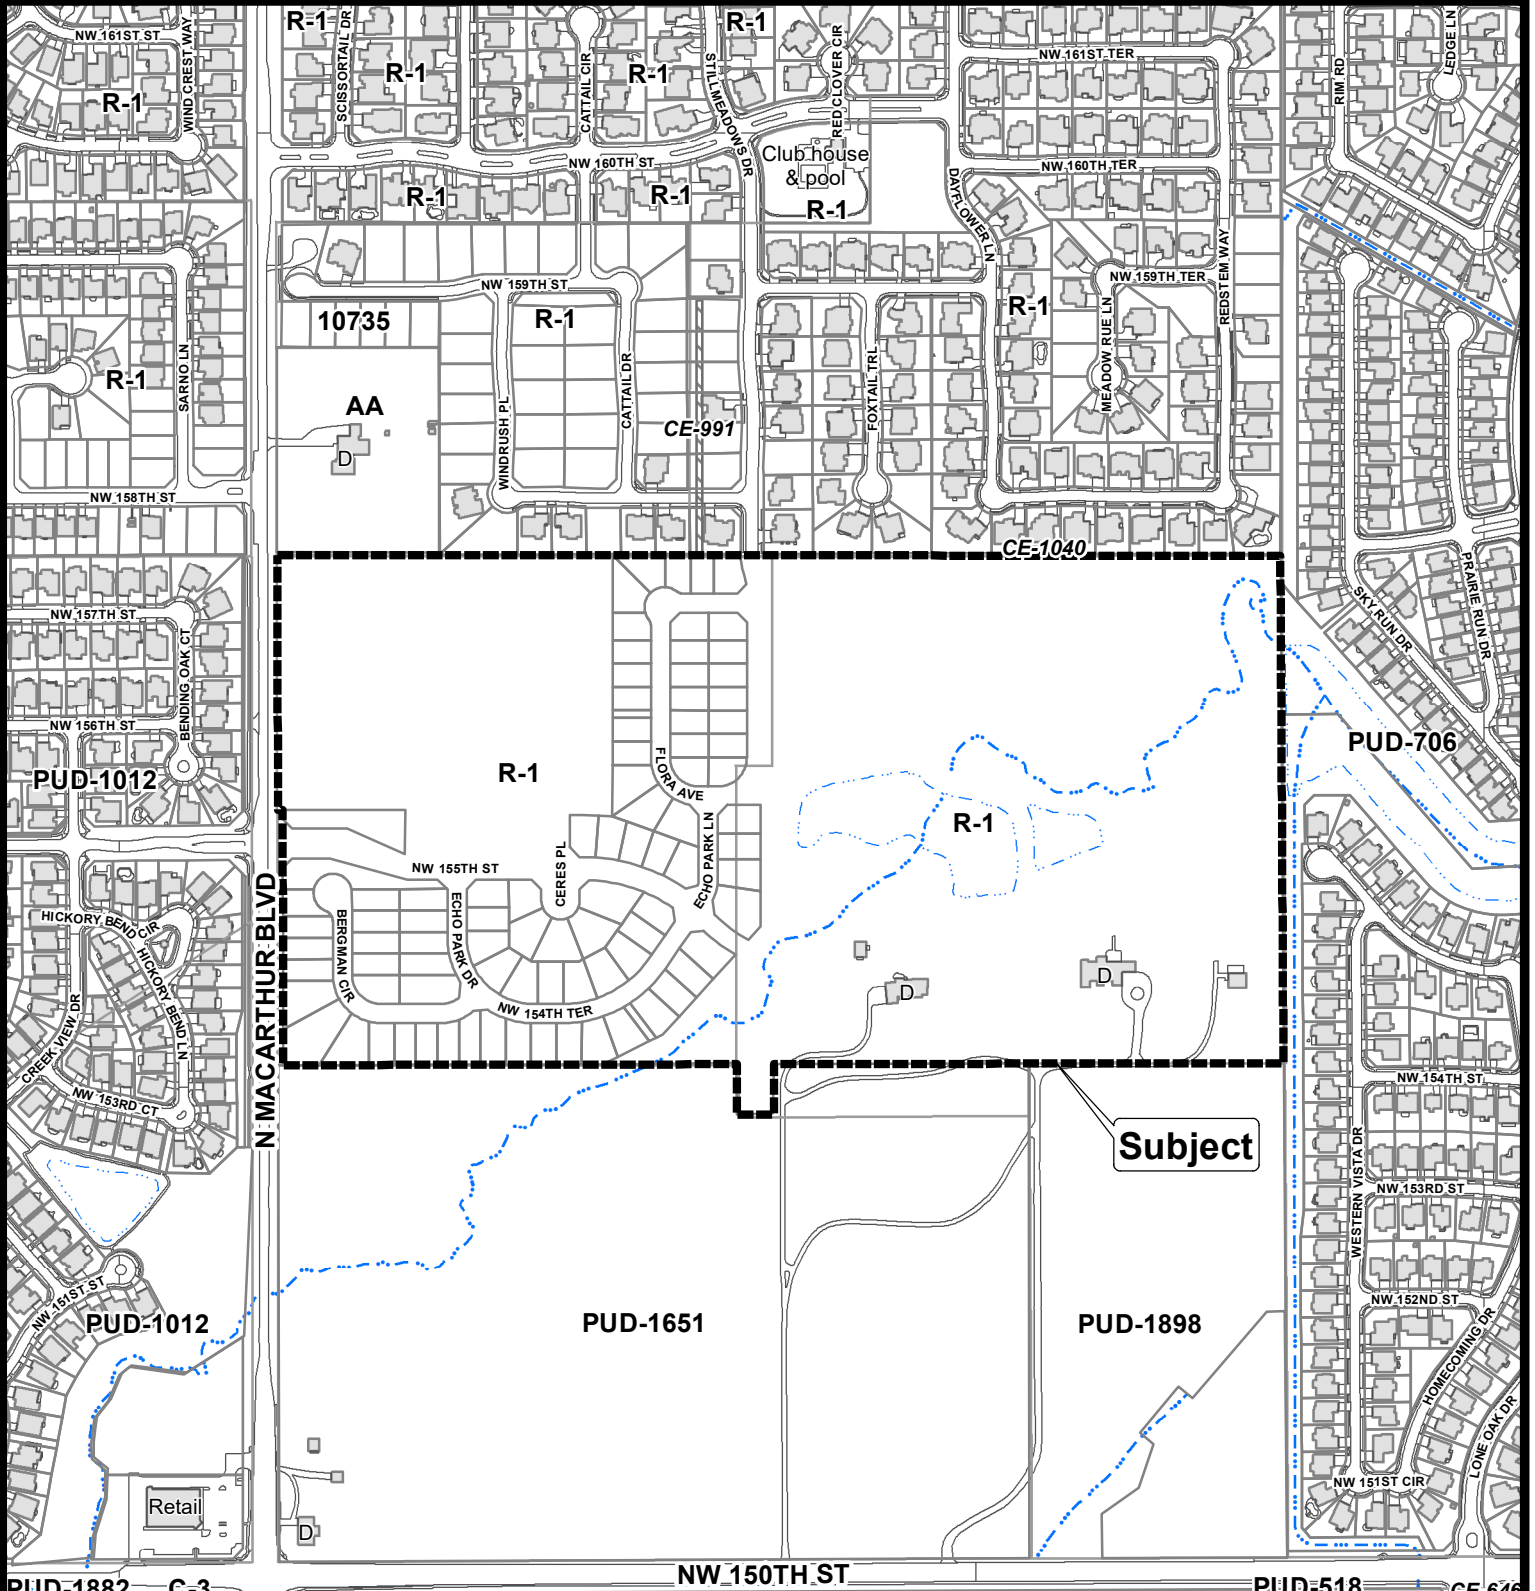 R-1
R-1
NW 161ST ST
WIND CREST WAY
SCISSORTAIL DR
CATTAIL CIR
STILL MEADOWS DR
RED CLOVER CIR
NW 161ST TER
RIM RD
LEDGE LN
R-1
R-1
R-1
NW 160TH ST
Club house
& pool
NW 160TH TER
R-1
R-1
R-1
DAYFLOWER LN
REDSTEM WAY
NW 159TH ST
NW 159TH TER
10735
R-1
R-1
SARNO LN
R-1
CATTAIL DR
FOXTAIL TRL
MEADOW RUE LN
AA
WINDRUSH PL
CE-991
D
NW 158TH ST
CE-1040
PRAIRIE RUN DR
SKY RUN DR
NW 157TH ST
BENDING OAK CT
NW 156TH ST
PUD-1012
R-1
FLORA AVE
PUD-706
R-1
ECHO PARK LN
NW 155TH ST
CERES PL
N MACARTHUR BLVD
HICKORY BEND CIR
HICKORY BEND LN
BERGMAN CIR
ECHO PARK DR
D
D
NW 154TH TER
CREEK VIEW DR
NW 153RD CT
NW 154TH ST
Subject
WESTERN VISTA DR
NW 153RD ST
NW 151ST ST
NW 152ND ST
PUD-1012
PUD-1651
PUD-1898
HOMECOMING DR
LONE OAK DR
NW 151ST CIR
Retail
D
NW 150TH ST
PUD-1882
C-3
PUD-518